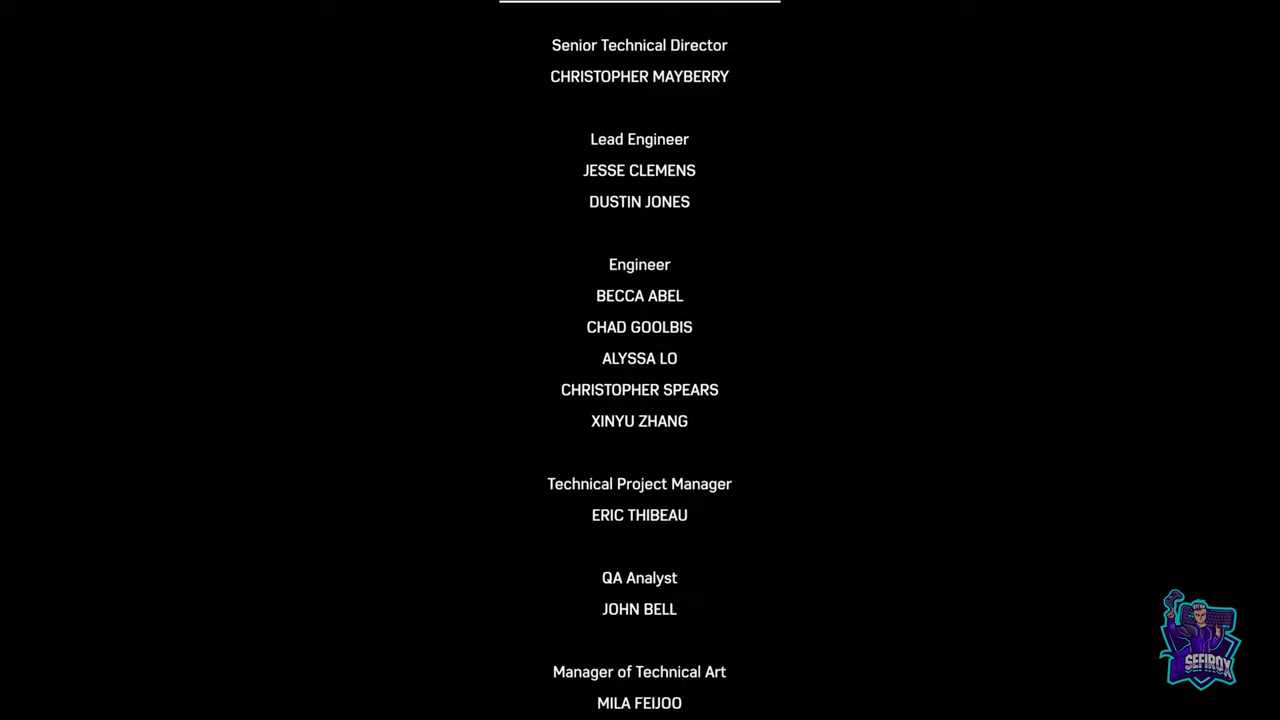 Senior Technical Director
CHRISTOPHER MAYBERRY
Lead Engineer
JESSE CLEMENS
DUSTIN JONES
Engineer
BECCA ABEL
CHAD GOOLBIS
ALYSSA LO
CHRISTOPHER SPEARS
XINYU ZHANG
Technical Project Manager
ERIC THIBEAU
QA Analyst
JOHN BELL
Manager of Technical Art
MILA FEIJOO
SEFIROX